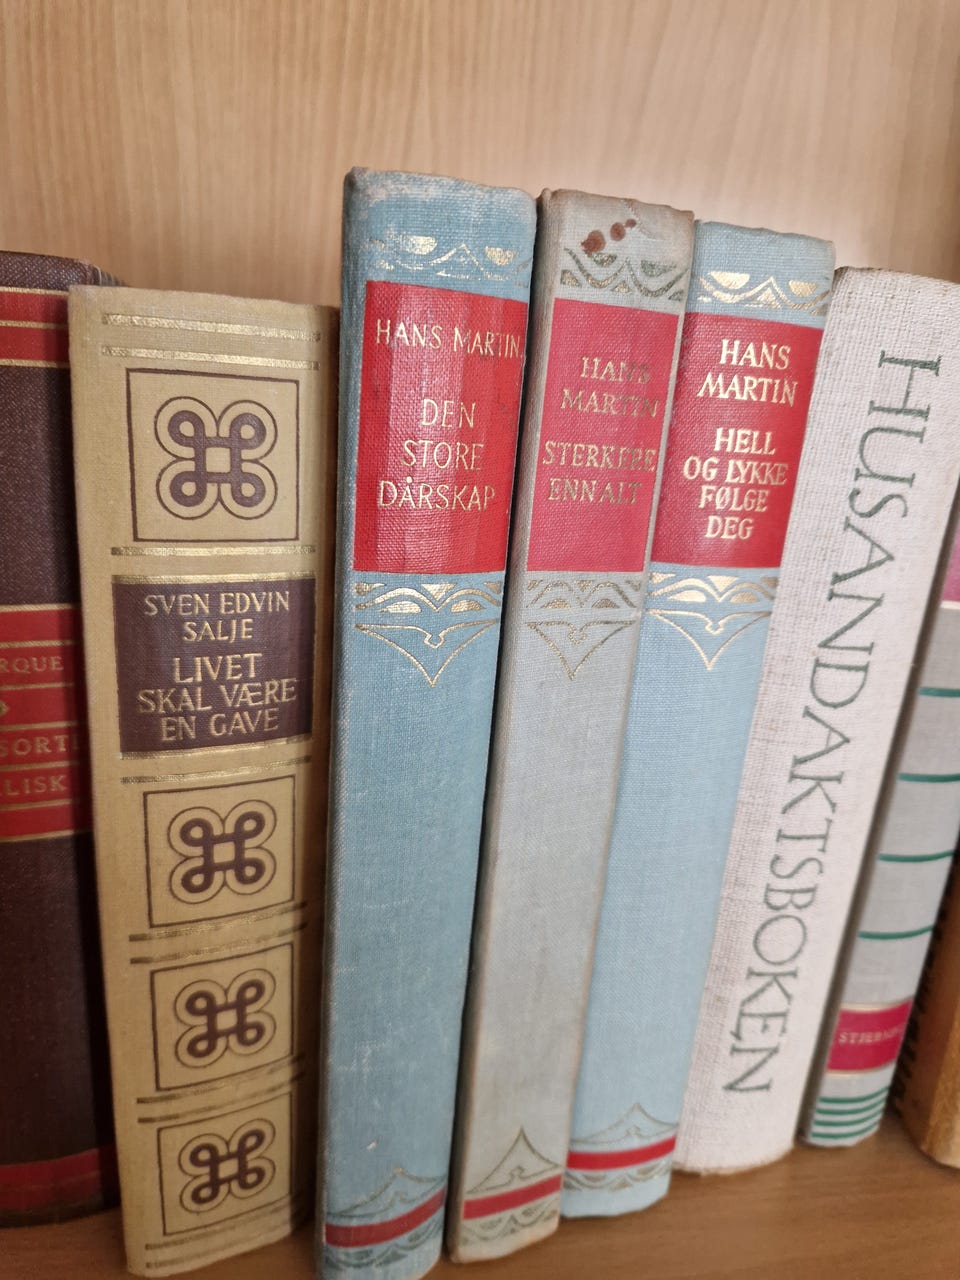 SVEN EDVIN
SALJE
LIVET
SKAL VÆRE
EN GAVE
HANS MARTIN
DEN
STORE
DÅRSKAP
HANS
MARTIN
STERKERE
ENN ALT
HANS
MARTIN
HELL
OG LYKKE
FØLGE
DEG
HUSANDAKTSBOKEN